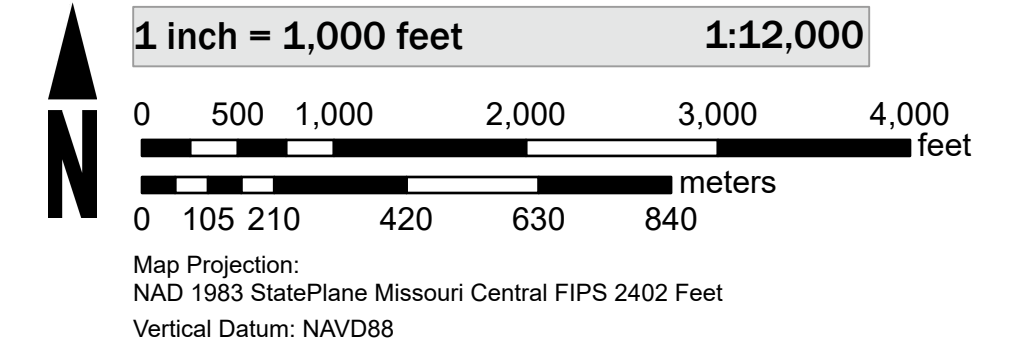 1 inch = 1,000 feet 1:12,000
0 500 1,000 2,000 3,000 4,000
feet
meters
0 105 210 420 630 840
N
Map Projection:
NAD 1983 StatePlane Missouri Central FIPS 2402 Feet
Vertical Datum: NAVD88